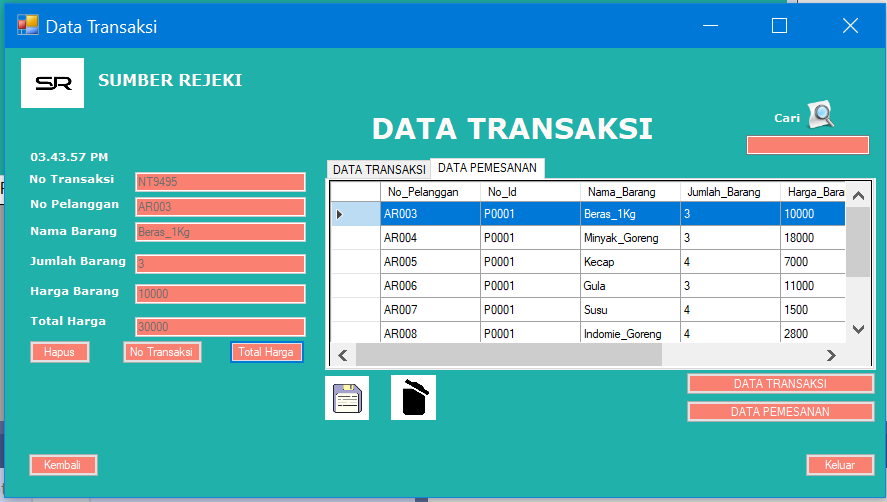 Data Transaksi
SR
SUMBER REJEKI
DATA TRANSAKSI
Cari
03.43.57 PM
No Transaksi NT9495
No Pelanggan AR003
Nama Barang Beras_1Kg
Jumlah Barang 3
Harga Barang 10000
Total Harga 30000
Hapus No Transaksi Total Harga
DATA TRANSAKSI DATA PEMESANAN
No_Pelanggan No_Id Nama_Barang Jumlah_Barang Harga_Bara
AR003 P0001 Beras_1Kg 3 10000
AR004 P0001 Minyak_Goreng 3 18000
AR005 P0001 Kecap 4 7000
AR006 P0001 Gula 3 11000
AR007 P0001 Susu 4 1500
AR008 P0001 Indomie_Goreng 4 2800
DATA TRANSAKSI
DATA PEMESANAN
Kembali
Keluar